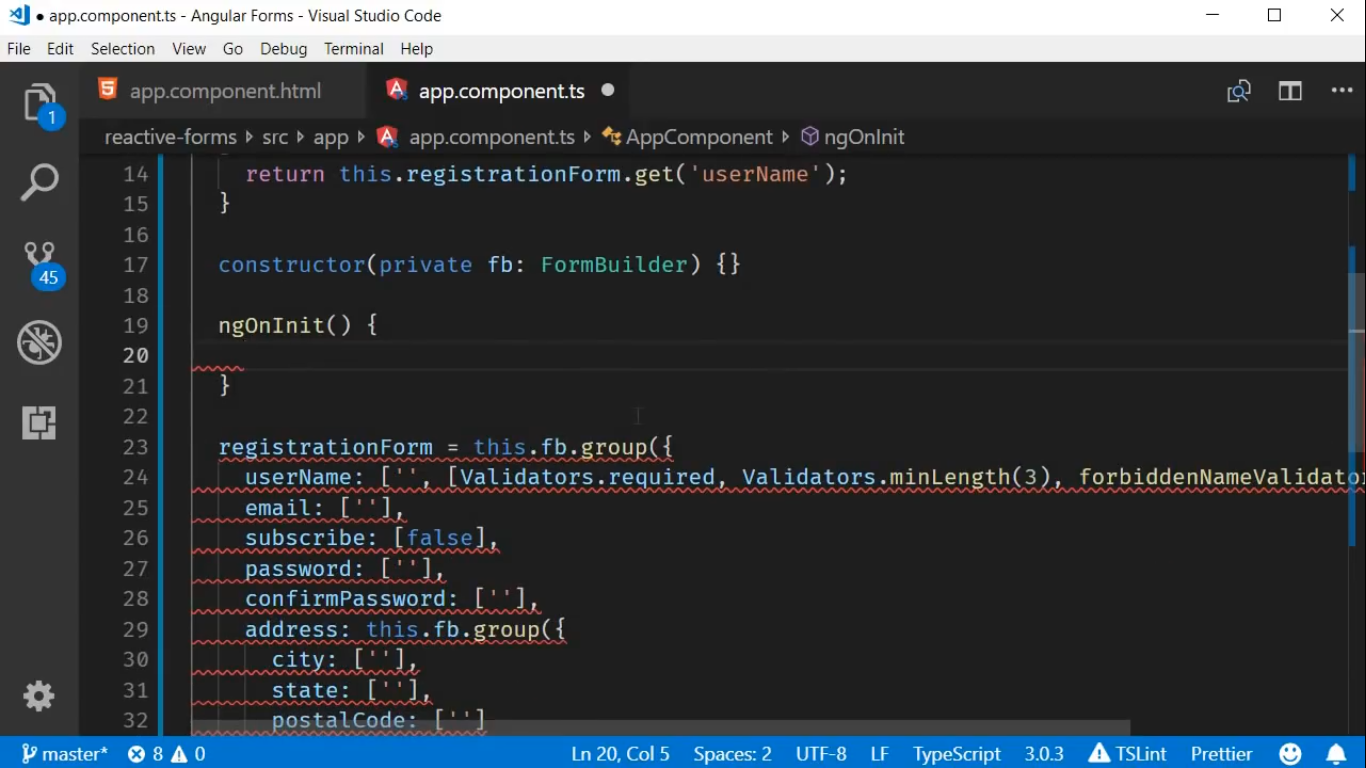 ● app.component.ts - Angular Forms - Visual Studio Code
File Edit Selection View Go Debug Terminal Help
app.component.html app.component.ts ●
reactive-forms src app app.component.ts AppComponent ngOnInit
1
45
14 return this.registrationForm.get('userName');
15 }
16
17 constructor(private fb: FormBuilder) {}
18
19 ngOnInit() {
20
21 }
22
23 registrationForm = this.fb.group({
24 userName: ['', [Validators.required, Validators.minLength(3), forbiddenNameValidato
25 email: [''],
26 subscribe: [false],
27 password: [''],
28 confirmPassword: [''],
29 address: this.fb.group({
30 city: [''],
31 state: [''],
32 postalCode: ['']
master* 8 0 Ln 20, Col 5 Spaces: 2 UTF-8 LF TypeScript 3.0.3 TSLint Prettier